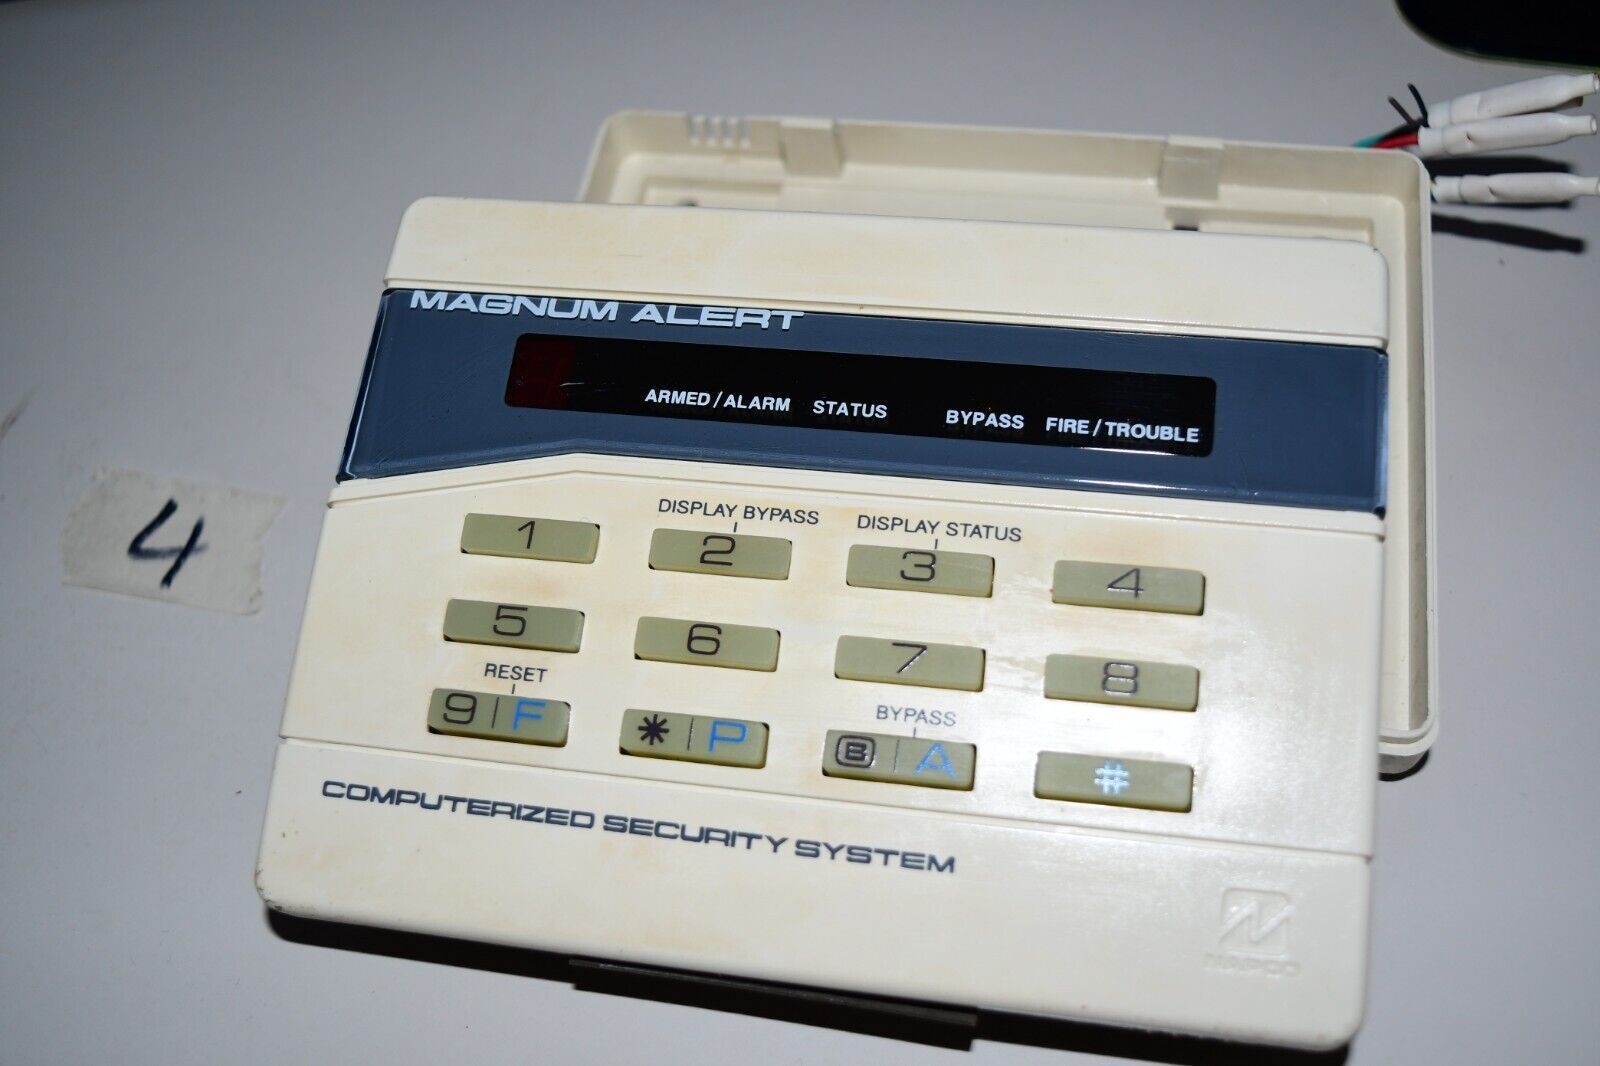 MAGNUM ALERT
ARMED/ALARM STATUS BYPASS FIRE/TROUBLE
DISPLAY BYPASS DISPLAY STATUS
1 2 3 4
5 6 7 8
RESET BYPASS
9|F *|P B|A #
COMPUTERIZED SECURITY SYSTEM
NAPCO
4